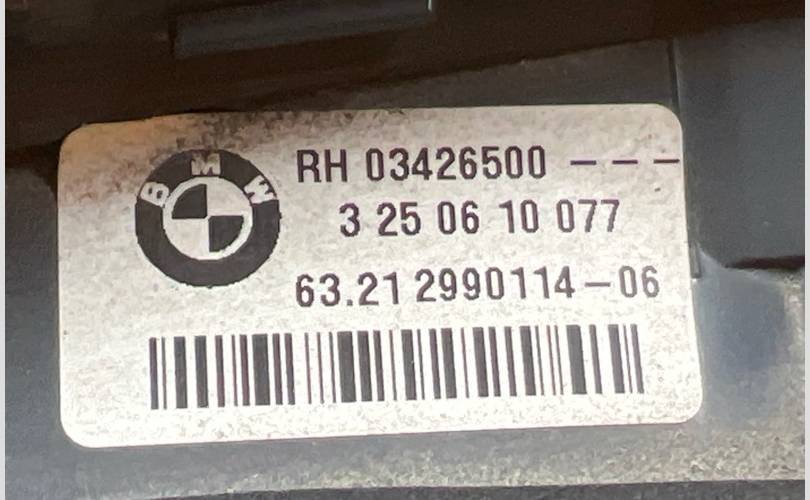 BMW
RH 03426500 – – –
3 25 06 10 077
63.21 2990114–06